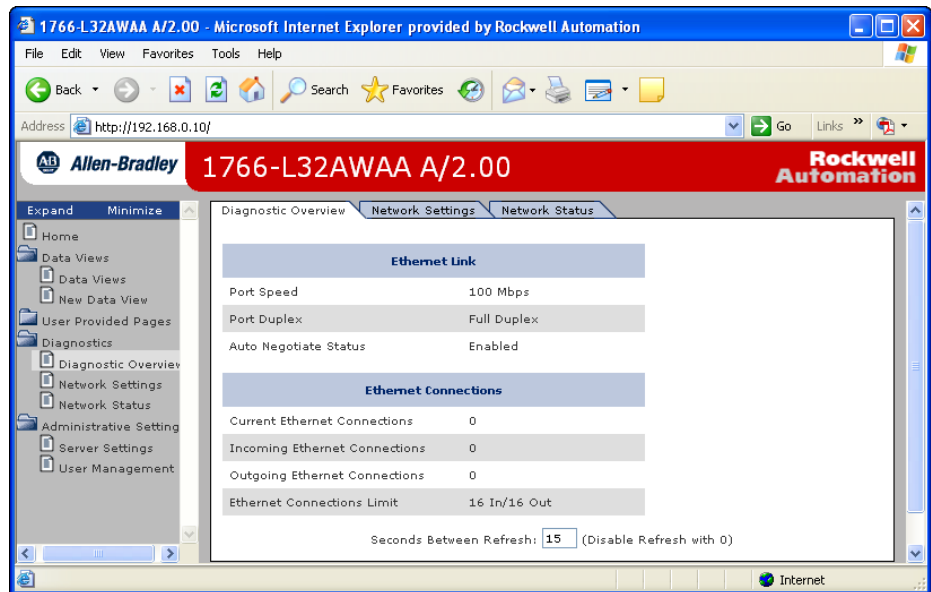 1766-L32AWAA A/2.00 - Microsoft Internet Explorer provided by Rockwell Automation
File Edit View Favorites Tools Help
Back Search Favorites
Address http://192.168.0.10/ Go Links »
AB Allen-Bradley 1766-L32AWAA A/2.00 Rockwell Automation
Expand Minimize
Home
Data Views
Data Views
New Data View
User Provided Pages
Diagnostics
Diagnostic Overview
Network Settings
Network Status
Administrative Setting
Server Settings
User Management
Diagnostic Overview Network Settings Network Status
Ethernet Link
Port Speed 100 Mbps
Port Duplex Full Duplex
Auto Negotiate Status Enabled
Ethernet Connections
Current Ethernet Connections 0
Incoming Ethernet Connections 0
Outgoing Ethernet Connections 0
Ethernet Connections Limit 16 In/16 Out
Seconds Between Refresh: 15 (Disable Refresh with 0)
Internet